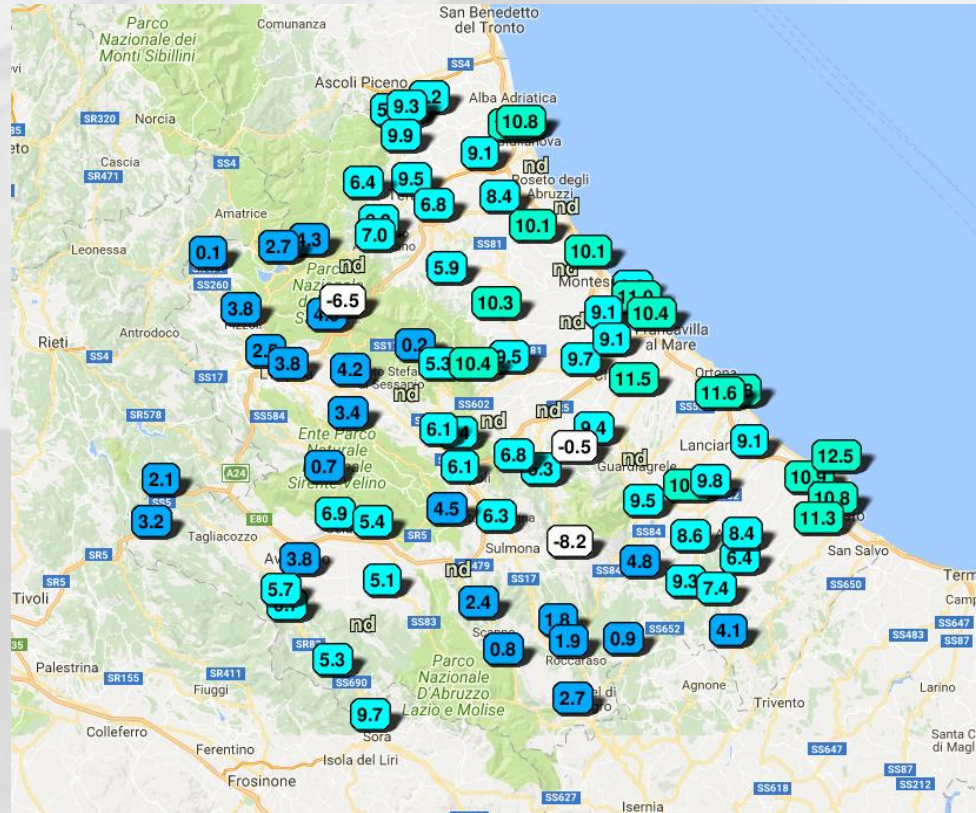 San Benedetto
del Tronto
Parco
Nazionale dei
Monti Sibillini
Comunanza
SS4
Ascoli Piceno
9.3
Alba Adriatica
10.8
SR320
Norcia
9.9
9.1
Cascia
SR471
SS4
nd
6.4
9.5
Roseto degli
Abruzzi
6.8
8.4
nd
Amatrice
7.0
10.1
Leonessa
0.1
2.7
SS81
10.1
nd
5.9
nd
SS260
-6.5
10.3
9.1
10.4
3.8
nd
Francavilla
al Mare
Antrodoco
Rieti
SS4
0.2
9.1
3.8
4.2
5.3
10.4
9.7
SS17
11.5
Ortona
11.6
SR578
SS584
3.4
nd
SS602
nd
nd
6.1
9.4
-0.5
Lanciano
9.1
Ente Parco
Naturale
Sirente Velino
0.7
6.1
6.8
nd
Guardiagrele
12.5
2.1
A24
9.8
10.8
SS5
3.2
E80
6.9
5.4
4.5
6.3
9.5
11.3
Tagliacozzo
SR5
Sulmona
-8.2
SS84
8.6
8.4
San Salvo
SR5
3.8
nd
SS17
4.8
6.4
SS650
Tivoli
5.7
5.1
9.3
7.4
2.4
SS83
1.9
0.9
SS652
4.1
SS647
SS87
SS483
nd
0.8
Roccaraso
Palestrina
SR155
SR411
Fiuggi
5.3
SS690
Parco
Nazionale
D'Abruzzo
Lazio e Molise
2.7
Agnone
Trivento
Larino
9.7
Sora
Colleferro
Ferentino
Isola del Liri
SS647
Frosinone
SS627
Isernia
SS618
SS87
SS212